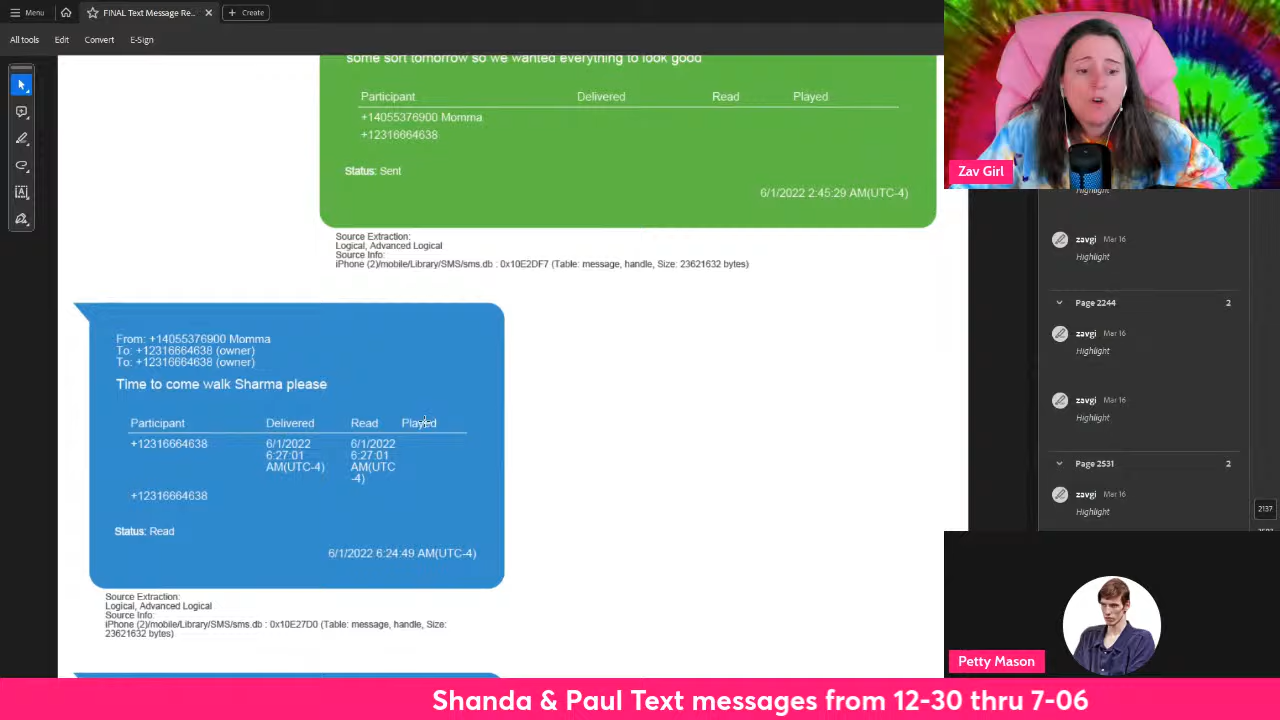 Menu
FINAL Text Message Re...
Create
All tools
Edit
Convert
E-Sign
some sort tomorrow so we wanted everything to look good
Participant Delivered Read Played
+14055376900 Momma
+12316664638
Status: Sent
6/1/2022 2:45:29 AM(UTC-4)
Source Extraction:
Logical, Advanced Logical
Source Info:
iPhone (2)/mobile/Library/SMS/sms.db : 0x10E2DF7 (Table: message, handle, Size: 23621632 bytes)
From: +14055376900 Momma
To: +12316664638 (owner)
To: +12316664638 (owner)
Time to come walk Sharma please
Participant Delivered Read Played
+12316664638 6/1/2022 6/1/2022
6:27:01 6:27:01
AM(UTC-4) AM(UTC
-4)
+12316664638
Status: Read
6/1/2022 6:24:49 AM(UTC-4)
Source Extraction:
Logical, Advanced Logical
Source Info:
iPhone (2)/mobile/Library/SMS/sms.db : 0x10E27D0 (Table: message, handle, Size:
23621632 bytes)
Zav Girl
Highlight
zavgi Mar 16
Highlight
Page 2244 2
zavgi Mar 16
Highlight
zavgi Mar 16
Highlight
Page 2531 2
zavgi Mar 16
Highlight
2137
Petty Mason
Shanda & Paul Text messages from 12-30 thru 7-06